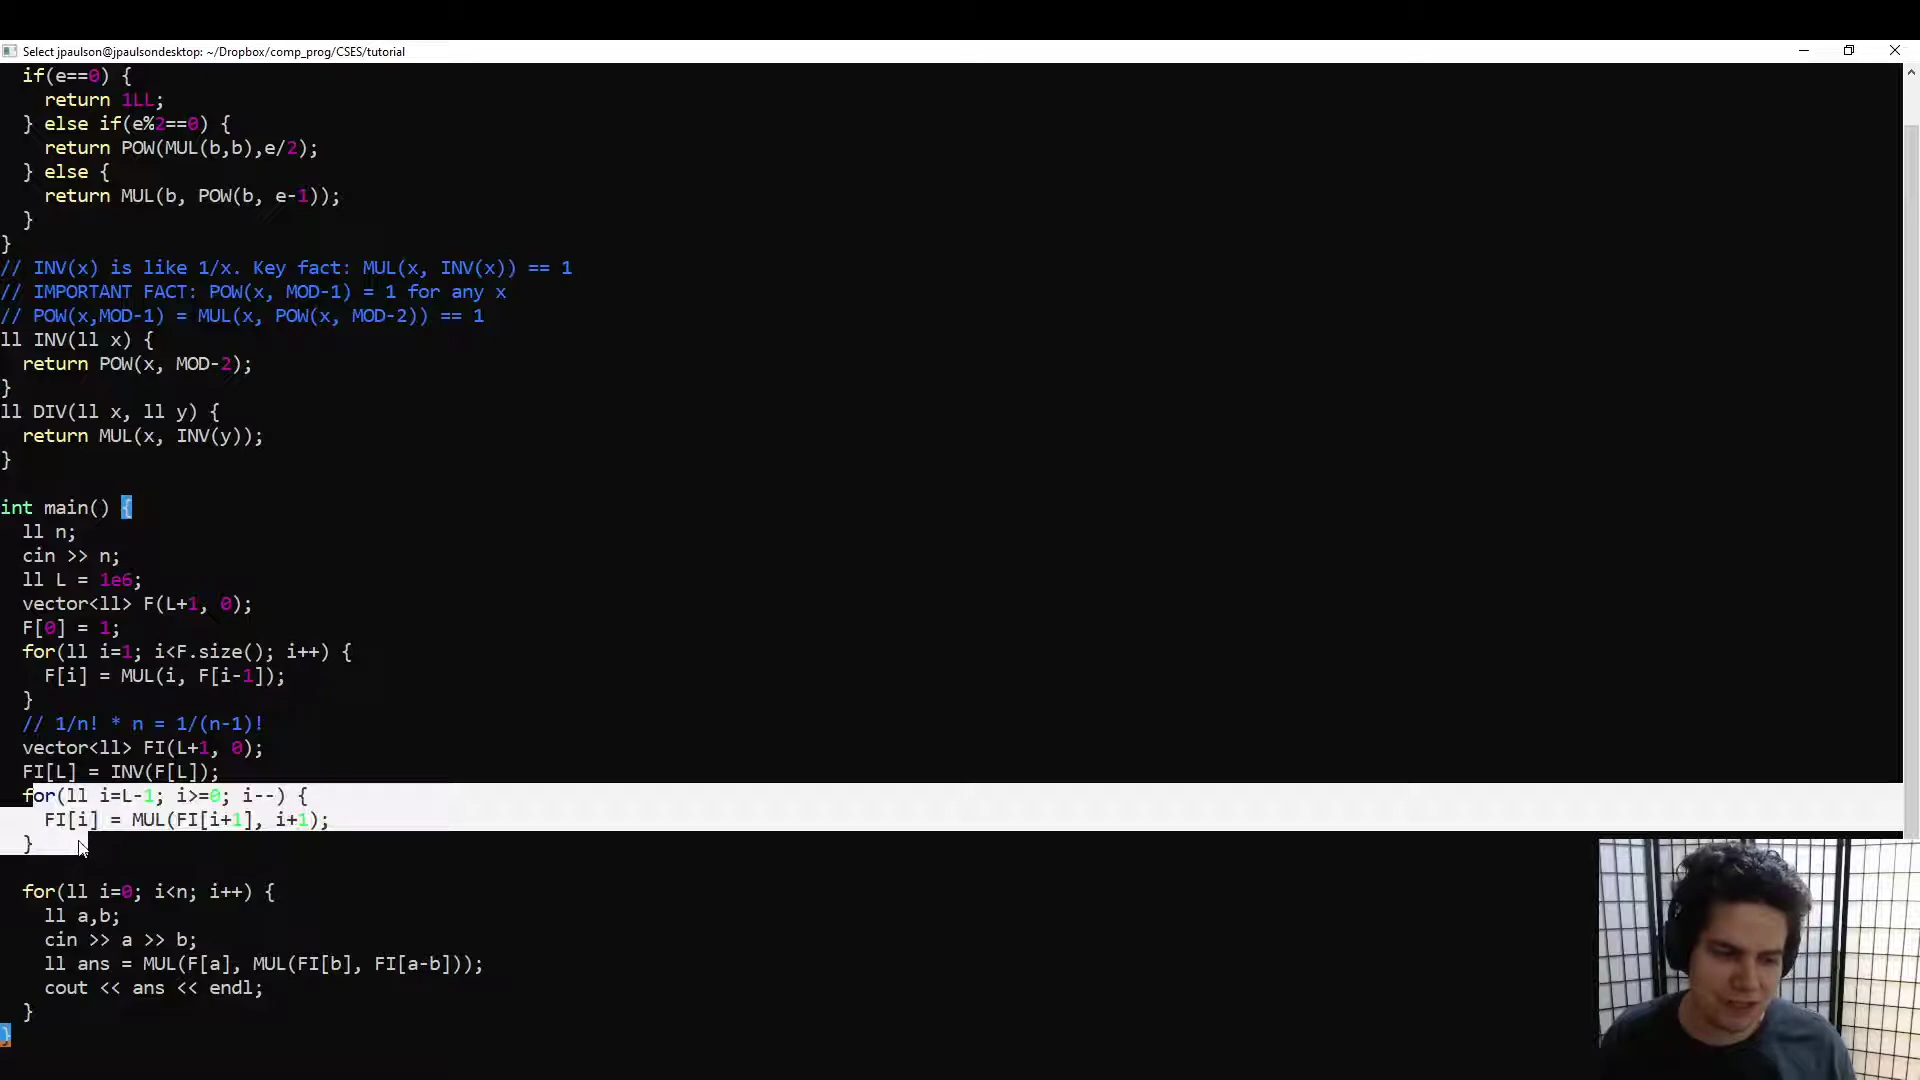 Select jpaulson@jpaulsondesktop: ~/Dropbox/comp_prog/CSES/tutorial
if(e==0) {
return 1LL;
} else if(e%2==0) {
return POW(MUL(b,b),e/2);
} else {
return MUL(b, POW(b, e-1));
}
}
// INV(x) is like 1/x. Key fact: MUL(x, INV(x)) == 1
// IMPORTANT FACT: POW(x, MOD-1) = 1 for any x
// POW(x,MOD-1) = MUL(x, POW(x, MOD-2)) == 1
ll INV(ll x) {
return POW(x, MOD-2);
}
ll DIV(ll x, ll y) {
return MUL(x, INV(y));
}
int main() {
ll n;
cin >> n;
ll L = 1e6;
vector<ll> F(L+1, 0);
F[0] = 1;
for(ll i=1; i<F.size(); i++) {
F[i] = MUL(i, F[i-1]);
}
// 1/n! * n = 1/(n-1)!
vector<ll> FI(L+1, 0);
FI[L] = INV(F[L]);
for(ll i=L-1; i>=0; i--) {
FI[i] = MUL(FI[i+1], i+1);
}
for(ll i=0; i<n; i++) {
ll a,b;
cin >> a >> b;
ll ans = MUL(F[a], MUL(FI[b], FI[a-b]));
cout << ans << endl;
}
}